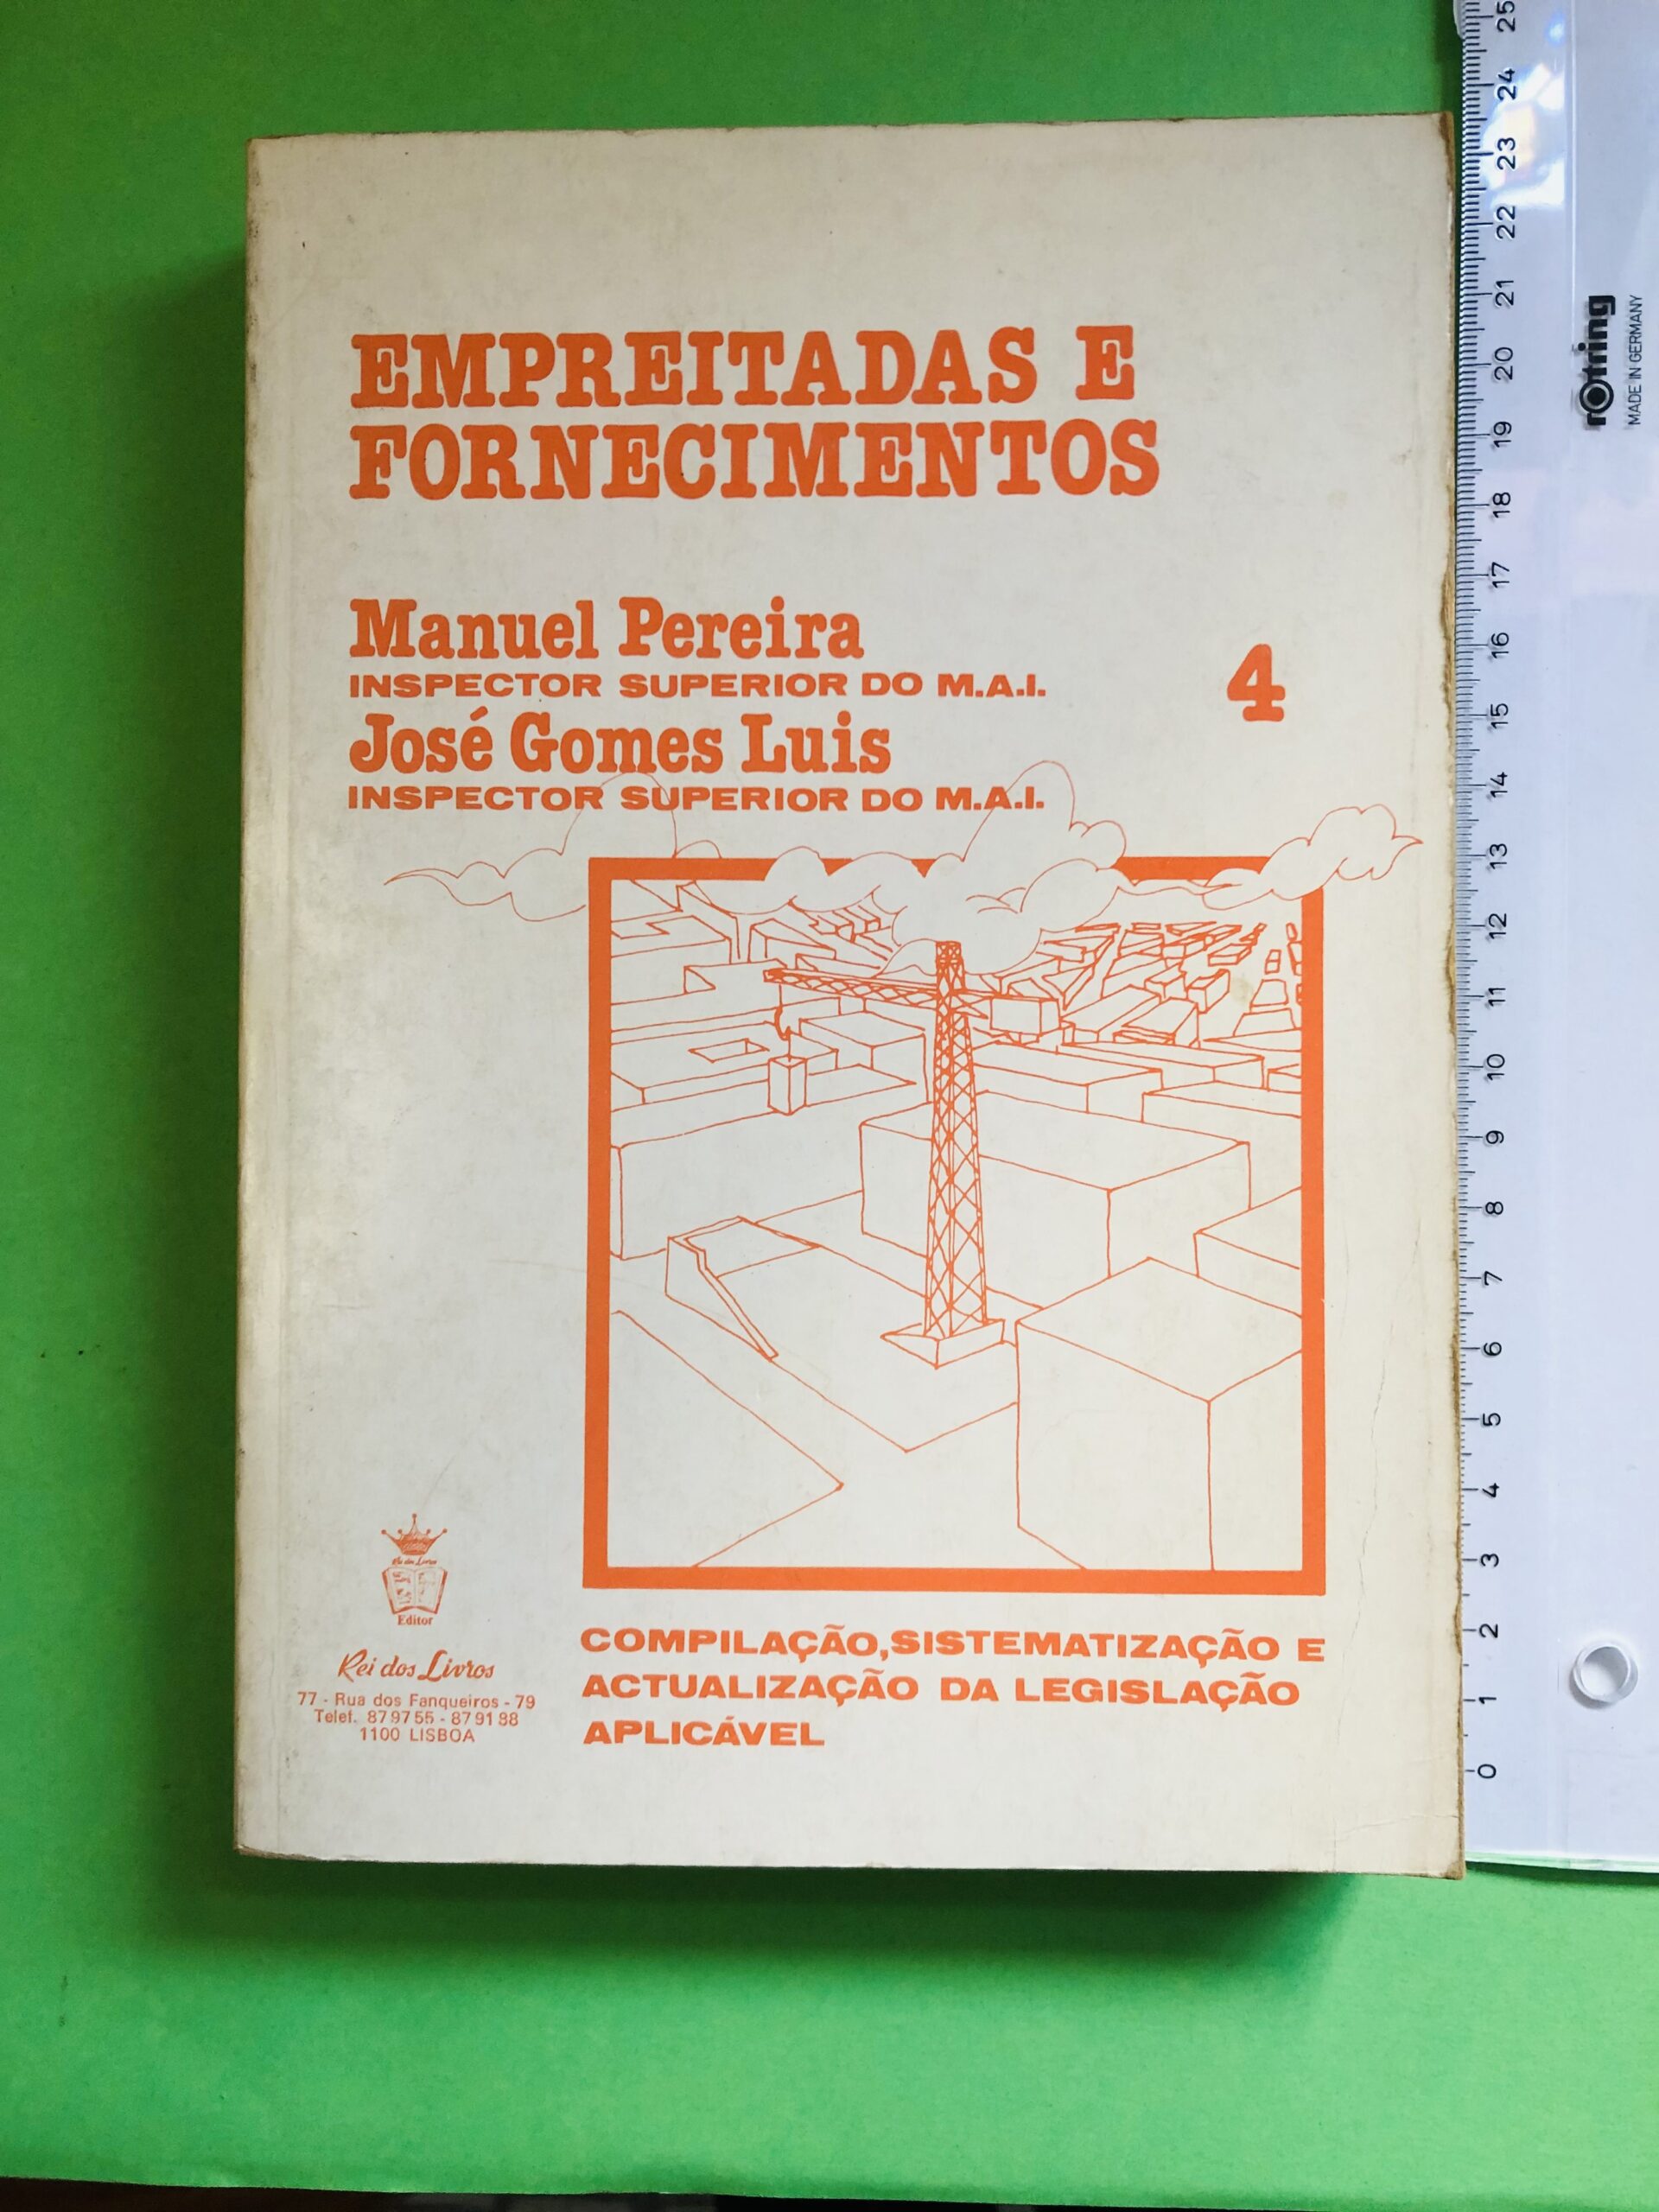 EMPREITADAS E
FORNECIMENTOS
Manuel Pereira
INSPECTOR SUPERIOR DO M.A.I.
José Gomes Luis
INSPECTOR SUPERIOR DO M.A.I.
4
Rei dos Livros
Editor
Rei dos Livros
77 - Rua dos Fanqueiros - 79
Telef. 87 97 55 - 87 91 88
1100 LISBOA
COMPILAÇÃO,SISTEMATIZAÇÃO E
ACTUALIZAÇÃO DA LEGISLAÇÃO
APLICÁVEL
25
24
23
22
21
20
19
18
17
16
15
14
13
12
11
10
9
8
7
6
5
4
3
2
1
0
rotring
MADE IN GERMANY